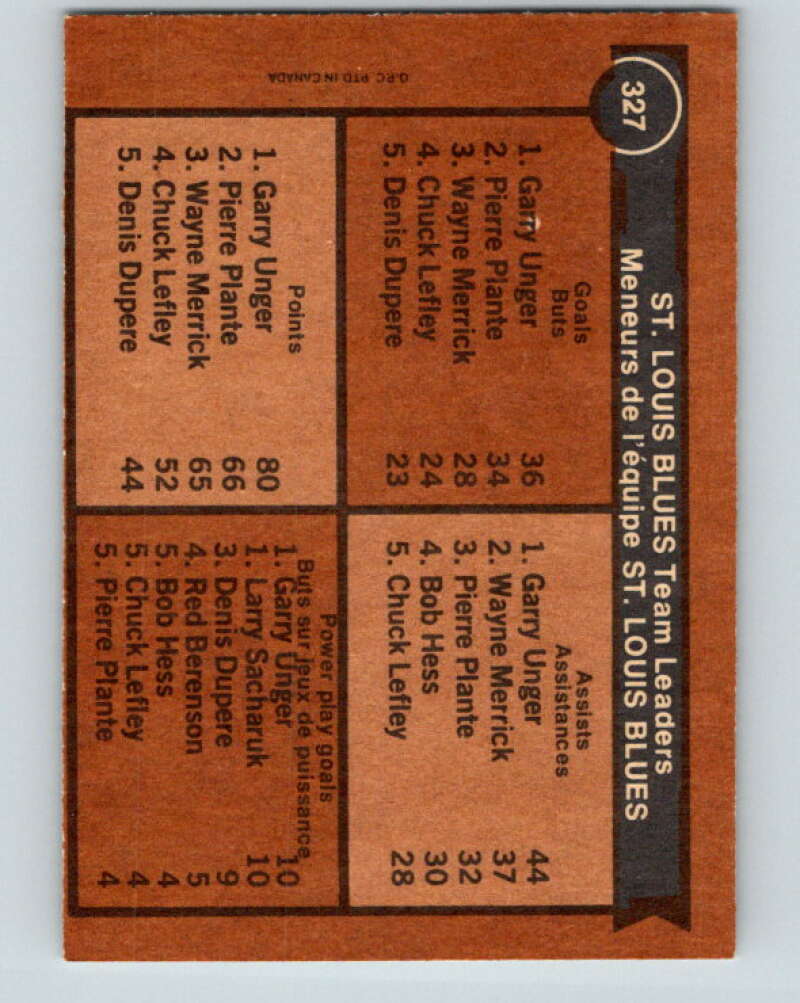 327
ST. LOUIS BLUES Team Leaders
Meneurs de l'équipe ST. LOUIS BLUES
Goals
Buts
1. Garry Unger 36
2. Pierre Plante 34
3. Wayne Merrick 28
4. Chuck Lefley 24
5. Denis Dupere 23
Assists
Assistances
1. Garry Unger 44
2. Wayne Merrick 37
3. Pierre Plante 32
4. Bob Hess 30
5. Chuck Lefley 28
Points
1. Garry Unger 80
2. Pierre Plante 66
3. Wayne Merrick 65
4. Chuck Lefley 52
5. Denis Dupere 44
Power play goals
Buts sur jeux de puissance
1. Garry Unger 10
1. Larry Sacharuk 10
3. Denis Dupere 9
4. Red Berenson 5
5. Bob Hess 4
5. Chuck Lefley 4
5. Pierre Plante 4
O.P.C. PTD IN CANADA